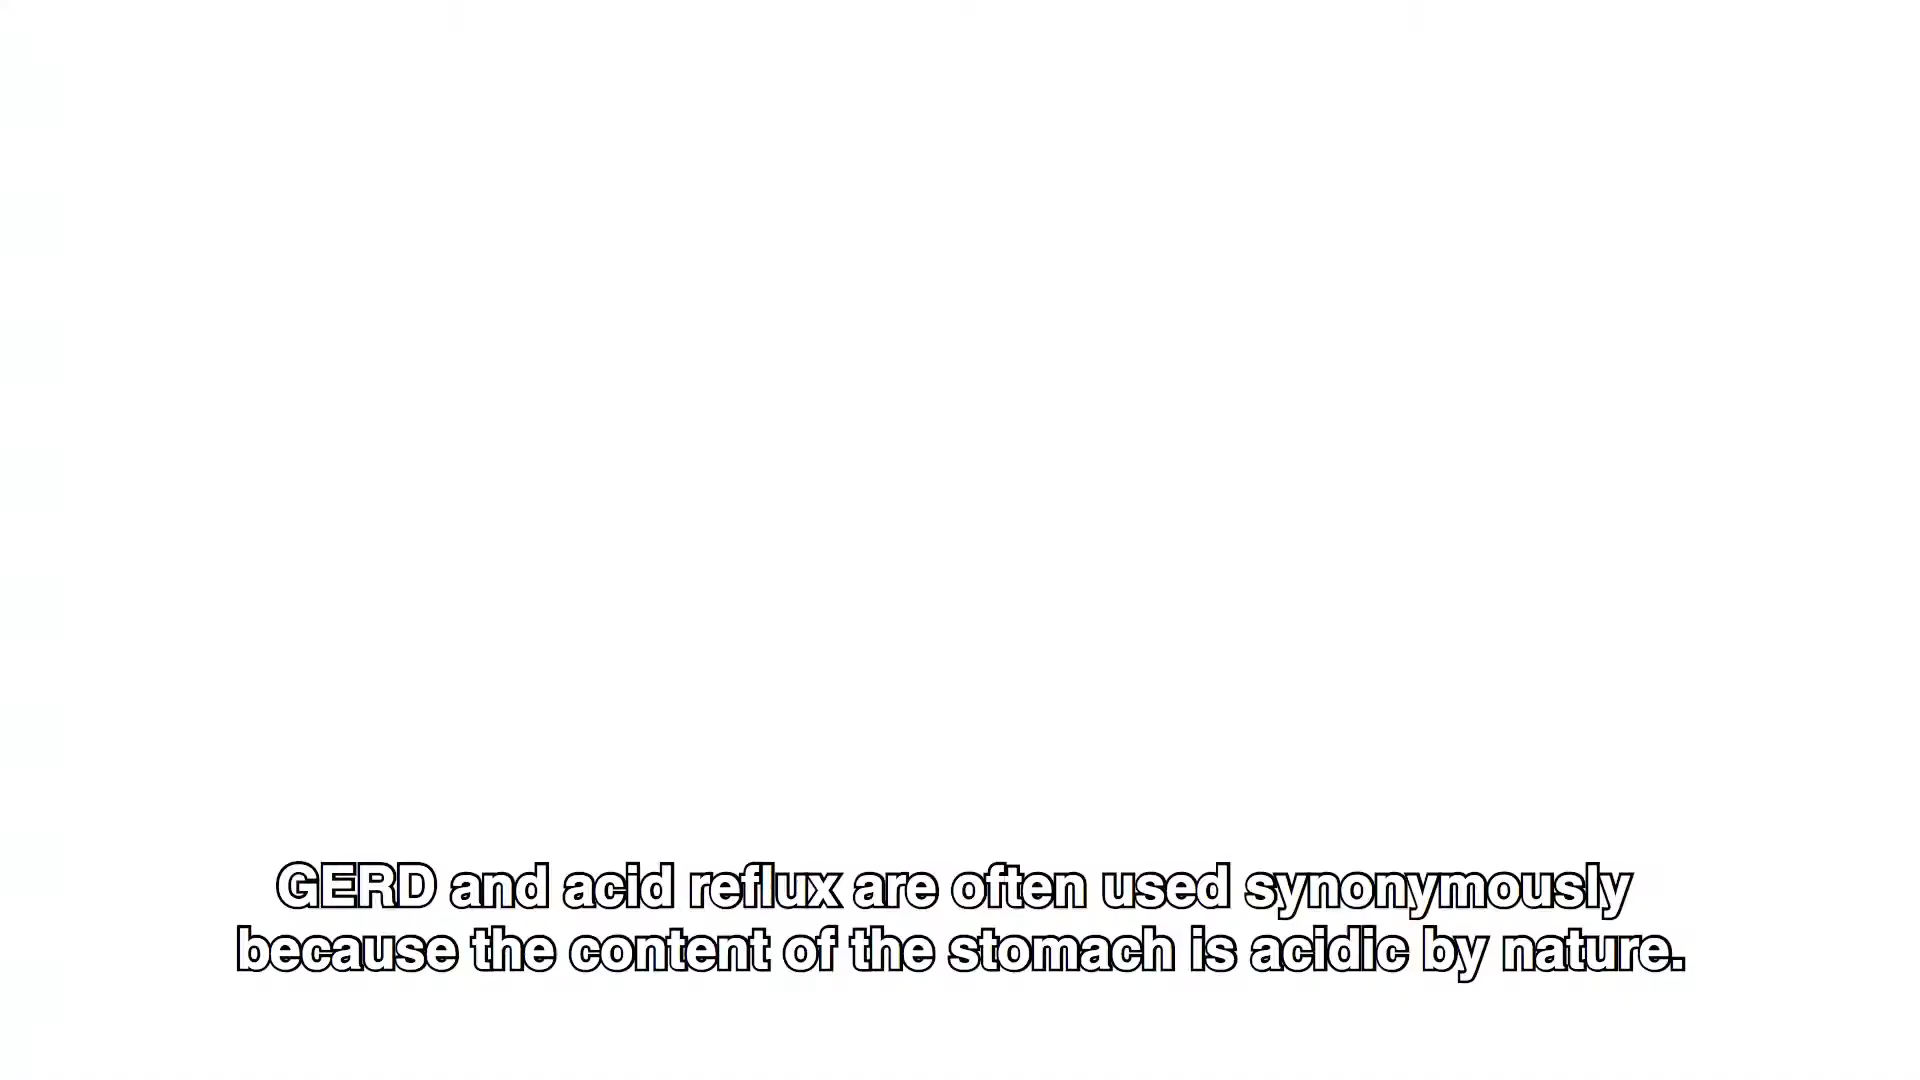 GERD and acid reflux are often used synonymously
because the content of the stomach is acidic by nature.